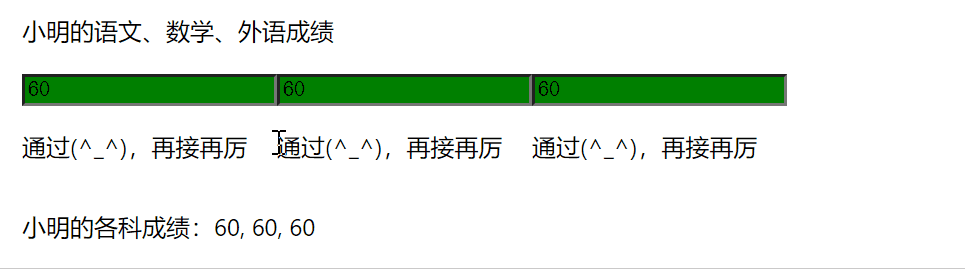 小明的语文、数学、外语成绩
60 60 60
通过(^_^)，再接再厉 通过(^_^)，再接再厉 通过(^_^)，再接再厉
小明的各科成绩：60, 60, 60